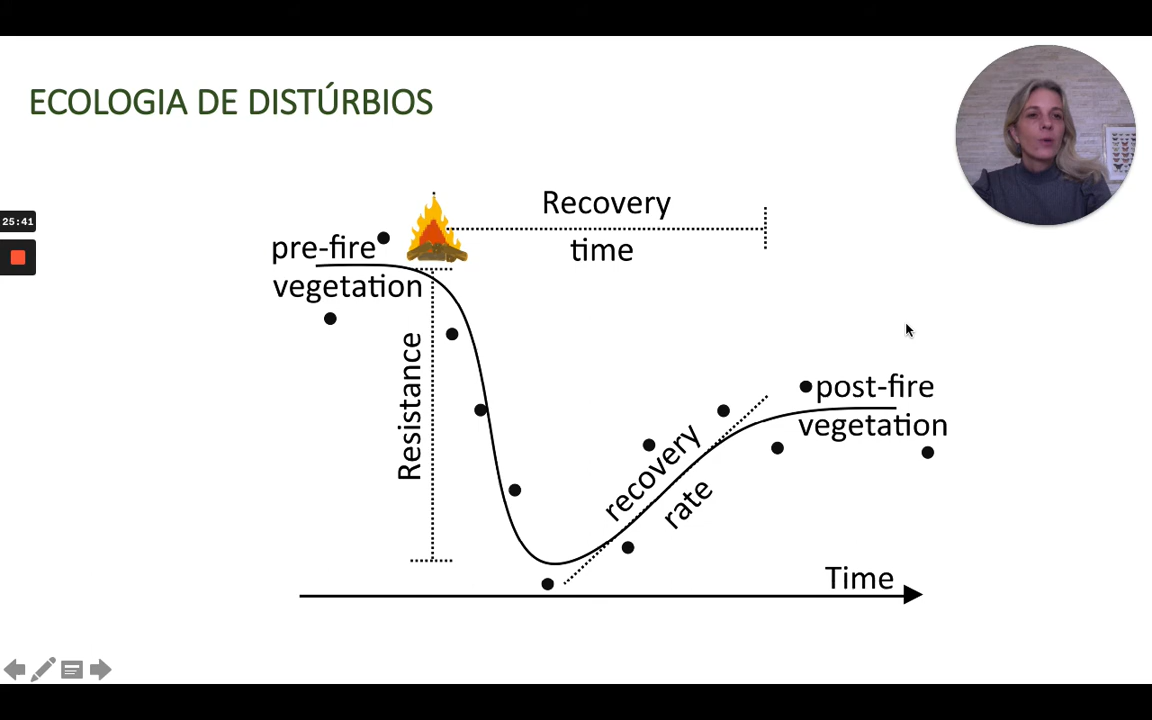 ECOLOGIA DE DISTÚRBIOS
25:41
Recovery
time
pre-fire
vegetation
Resistance
recovery
rate
post-fire
vegetation
Time